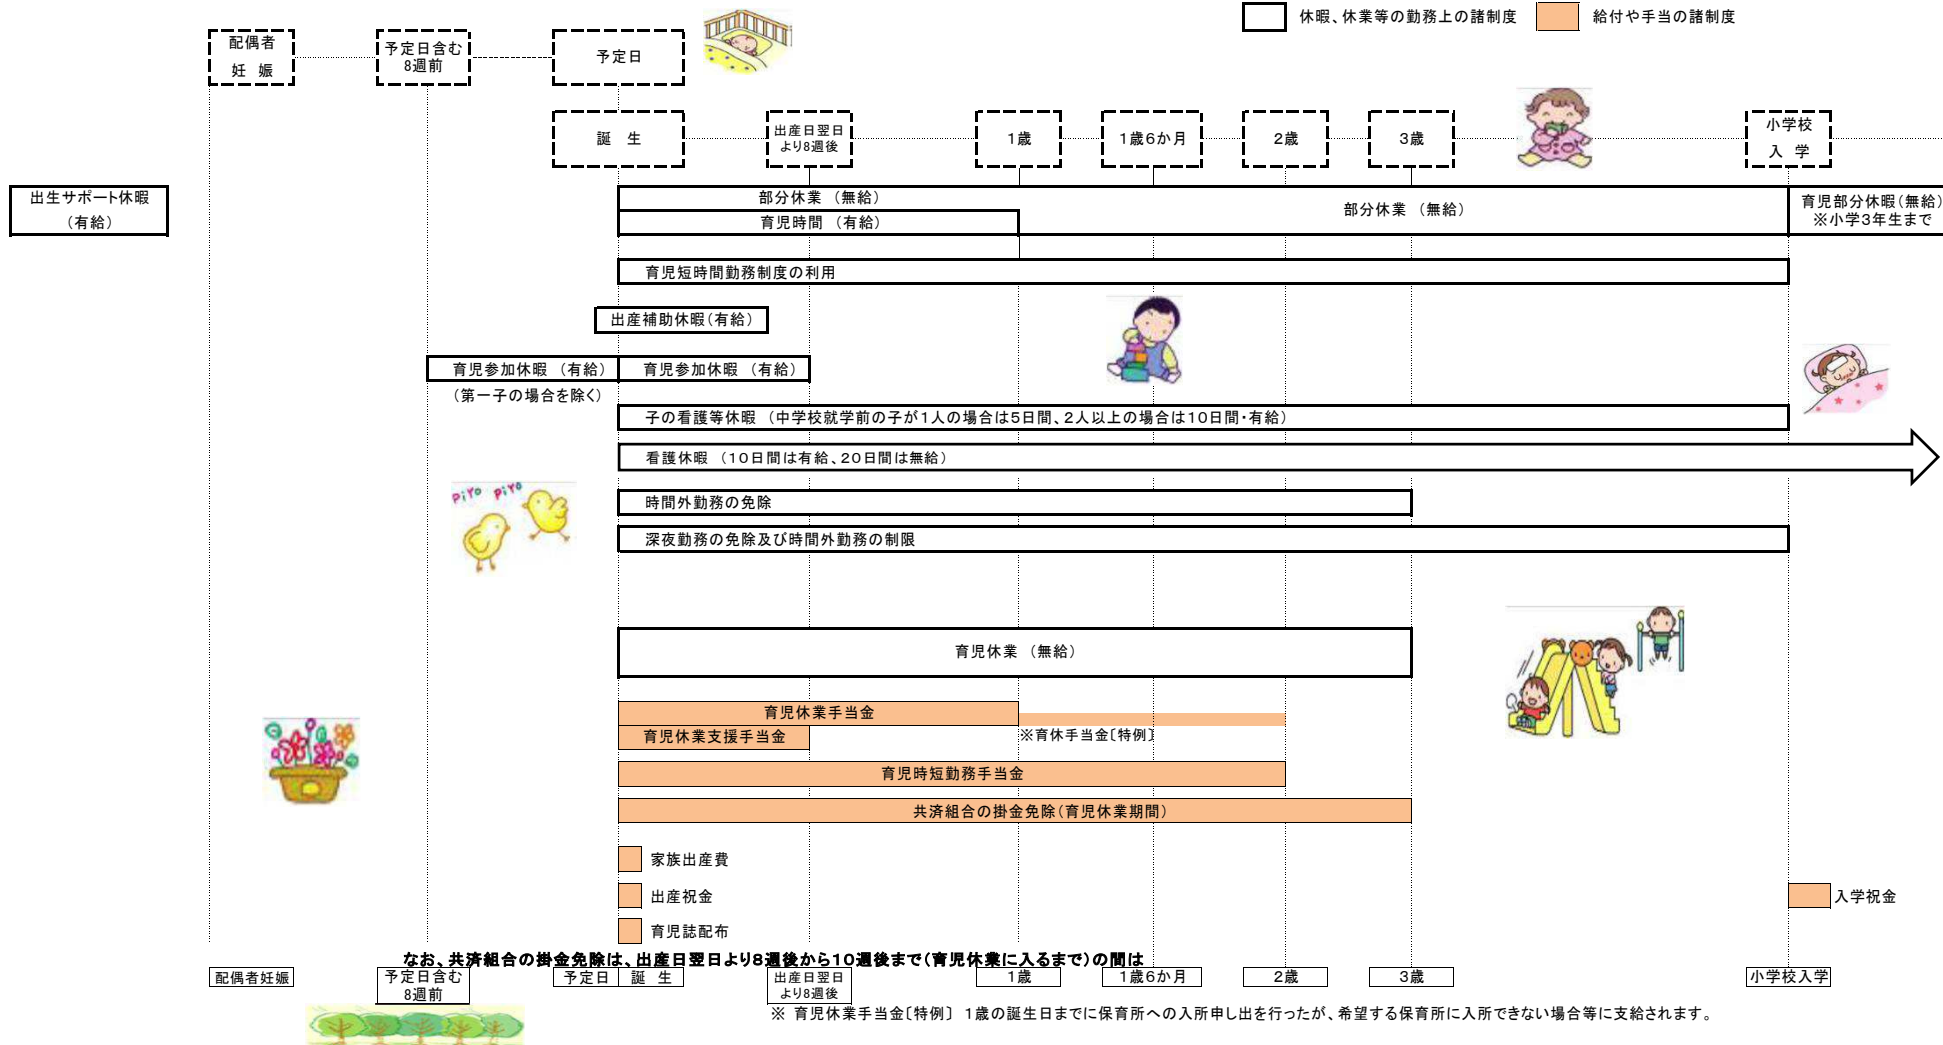 休暇、休業等の勤務上の諸制度
給付や手当の諸制度
配偶者
妊 娠
予定日含む
8週前
予定日
誕 生
出産日翌日
より8週後
1歳
1歳6か月
2歳
3歳
小学校
入 学
出生サポート休暇
(有給)
部分休業 (無給)
育児時間 (有給)
部分休業 (無給)
育児部分休暇(無給)
※小学3年生まで
育児短時間勤務制度の利用
出産補助休暇(有給)
育児参加休暇 (有給)
育児参加休暇 (有給)
(第一子の場合を除く)
子の看護等休暇 (中学校就学前の子が1人の場合は5日間、2人以上の場合は10日間・有給)
看護休暇 (10日間は有給、20日間は無給)
piyo piyo
時間外勤務の免除
深夜勤務の免除及び時間外勤務の制限
育児休業 (無給)
育児休業手当金
育児休業支援手当金
※育休手当金〔特例〕
育児時短勤務手当金
共済組合の掛金免除(育児休業期間)
家族出産費
出産祝金
入学祝金
育児誌配布
なお、共済組合の掛金免除は、出産日翌日より8週後から10週後まで(育児休業に入るまで)の間は
配偶者妊娠
予定日含む
8週前
予定日
誕 生
出産日翌日
より8週後
1歳
1歳6か月
2歳
3歳
小学校入学
※ 育児休業手当金〔特例〕 1歳の誕生日までに保育所への入所申し出を行ったが、希望する保育所に入所できない場合等に支給されます。